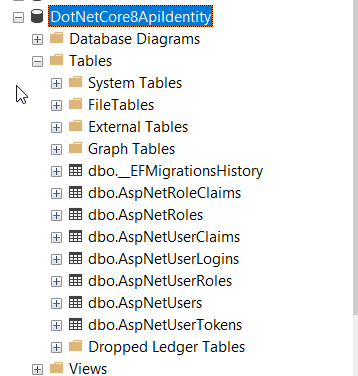 DotNetCore8ApiIdentity
Database Diagrams
Tables
System Tables
FileTables
External Tables
Graph Tables
dbo.__EFMigrationsHistory
dbo.AspNetRoleClaims
dbo.AspNetRoles
dbo.AspNetUserClaims
dbo.AspNetUserLogins
dbo.AspNetUserRoles
dbo.AspNetUsers
dbo.AspNetUserTokens
Dropped Ledger Tables
Views